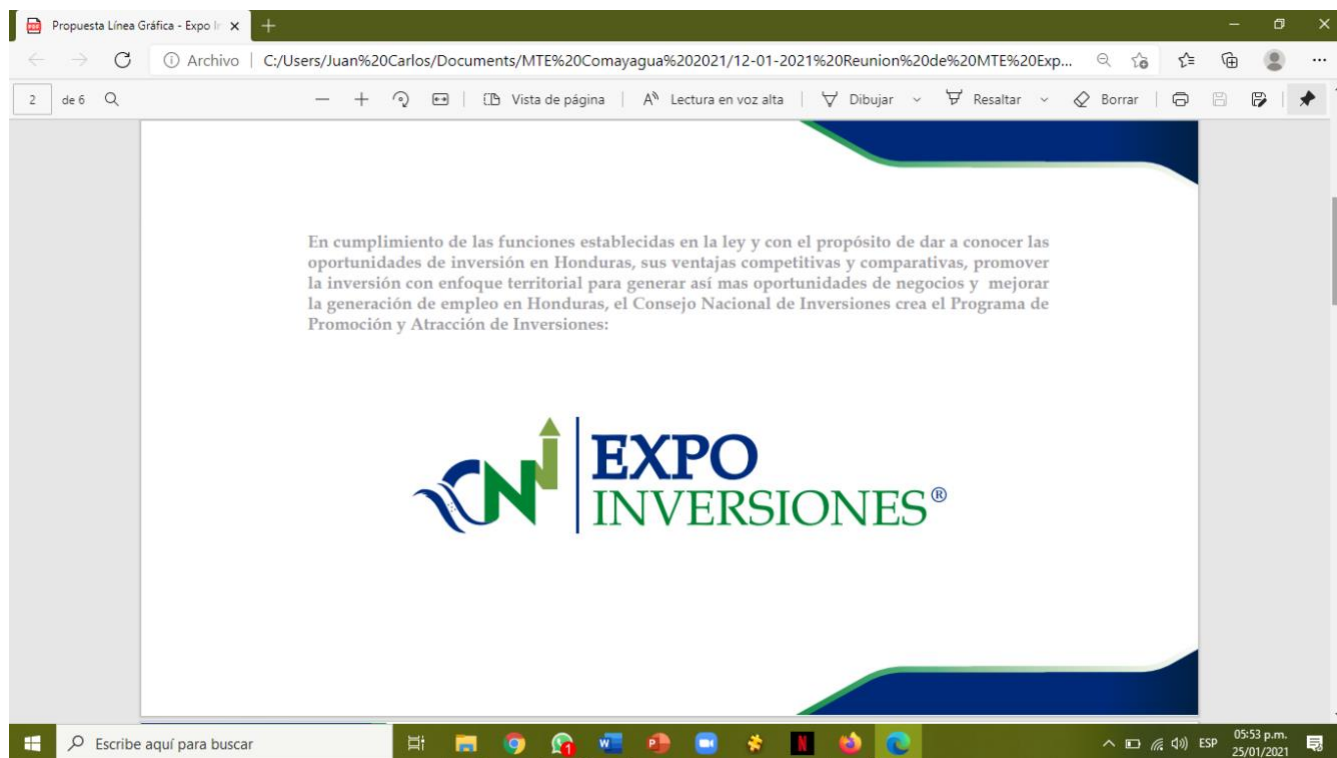 Propuesta Línea Gráfica - Expo In
Archivo
C:/Users/Juan%20Carlos/Documents/MTE%20Comayagua%202021/12-01-2021%20Reunion%20de%20MTE%20Exp...
2 de 6
Vista de página
Lectura en voz alta
Dibujar
Resaltar
Borrar
En cumplimiento de las funciones establecidas en la ley y con el propósito de dar a conocer las
oportunidades de inversión en Honduras, sus ventajas competitivas y comparativas, promover
la inversión con enfoque territorial para generar así mas oportunidades de negocios y mejorar
la generación de empleo en Honduras, el Consejo Nacional de Inversiones crea el Programa de
Promoción y Atracción de Inversiones:
CNI
EXPO
INVERSIONES®
Escribe aquí para buscar
ESP
05:53 p.m.
25/01/2021